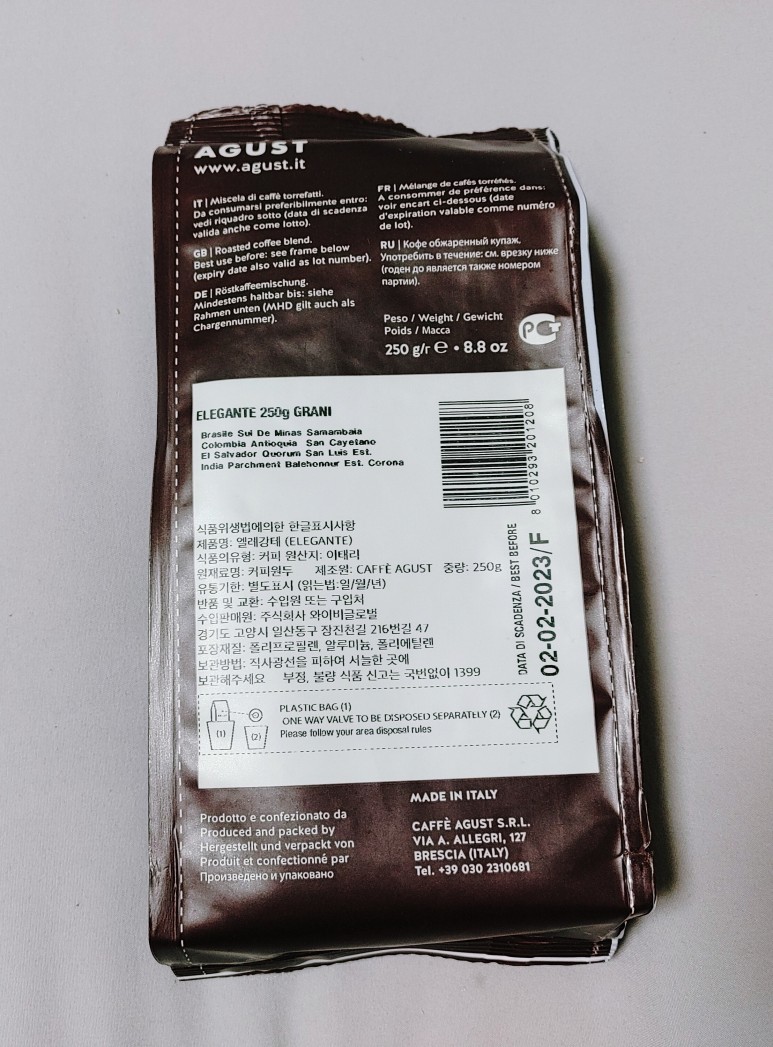 AGUST
www.agust.it
IT | Miscela di caffè torrefatti.
Da consumarsi preferibilmente entro:
vedi riquadro sotto (data di scadenza
valida anche come lotto).
GB | Roasted coffee blend.
Best use before: see frame below
(expiry date also valid as lot number).
DE | Röstkaffeemischung.
Mindestens haltbar bis: siehe
Rahmen unten (MHD gilt auch als
Chargennummer).
FR | Mélange de cafés torréfiés.
A consommer de préférence dans:
voir encart ci-dessous (date
d'expiration valable comme numéro
de lot).
RU | Кофе обжаренный купаж.
Употребить в течение: см. врезку ниже
(годен до является также номером
партии).
Peso / Weight / Gewicht
Poids / Масса
250 g/г ℮ • 8.8 oz
ELEGANTE 250g GRANI
Brasile Sul De Minas Samambaia
Colombia Antioquia San Cayetano
El Salvador Quorum San Luis Est.
India Parchment Balehonnur Est. Corona
8 010293 201208
식품위생법에의한 한글표시사항
제품명: 엘레강테 (ELEGANTE)
식품의유형: 커피 원산지: 이태리
원재료명: 커피원두 제조원: CAFFÈ AGUST 중량: 250g
유통기한: 별도표시 (읽는법:일/월/년)
반품 및 교환: 수입원 또는 구입처
수입판매원: 주식회사 와이비글로벌
경기도 고양시 일산동구 장진천길 216번길 47
포장재질: 폴리프로필렌, 알루미늄, 폴리에틸렌
보관방법: 직사광선을 피하여 서늘한 곳에
보관해주세요 부정, 불량 식품 신고는 국번없이 1399
DATA DI SCADENZA / BEST BEFORE
02-02-2023/F
(1)
(2)
PLASTIC BAG (1)
ONE WAY VALVE TO BE DISPOSED SEPARATELY (2)
Please follow your area disposal rules
Prodotto e confezionato da
Produced and packed by
Hergestellt und verpackt von
Produit et confectionné par
Произведено и упаковано
MADE IN ITALY
CAFFÈ AGUST S.R.L.
VIA A. ALLEGRI, 127
BRESCIA (ITALY)
Tel. +39 030 2310681